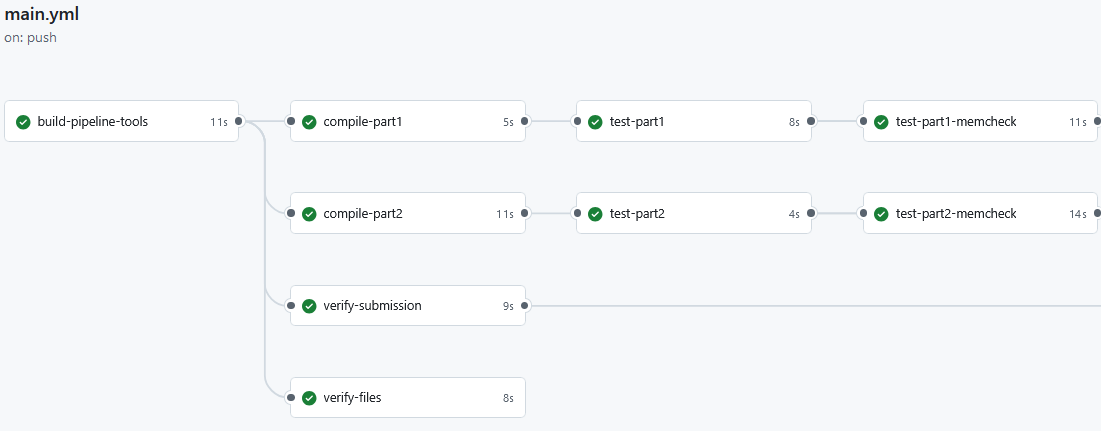 main.yml
on: push
build-pipeline-tools 11s
compile-part1 5s
test-part1 8s
test-part1-memcheck 11s
compile-part2 11s
test-part2 4s
test-part2-memcheck 14s
verify-submission 9s
verify-files 8s